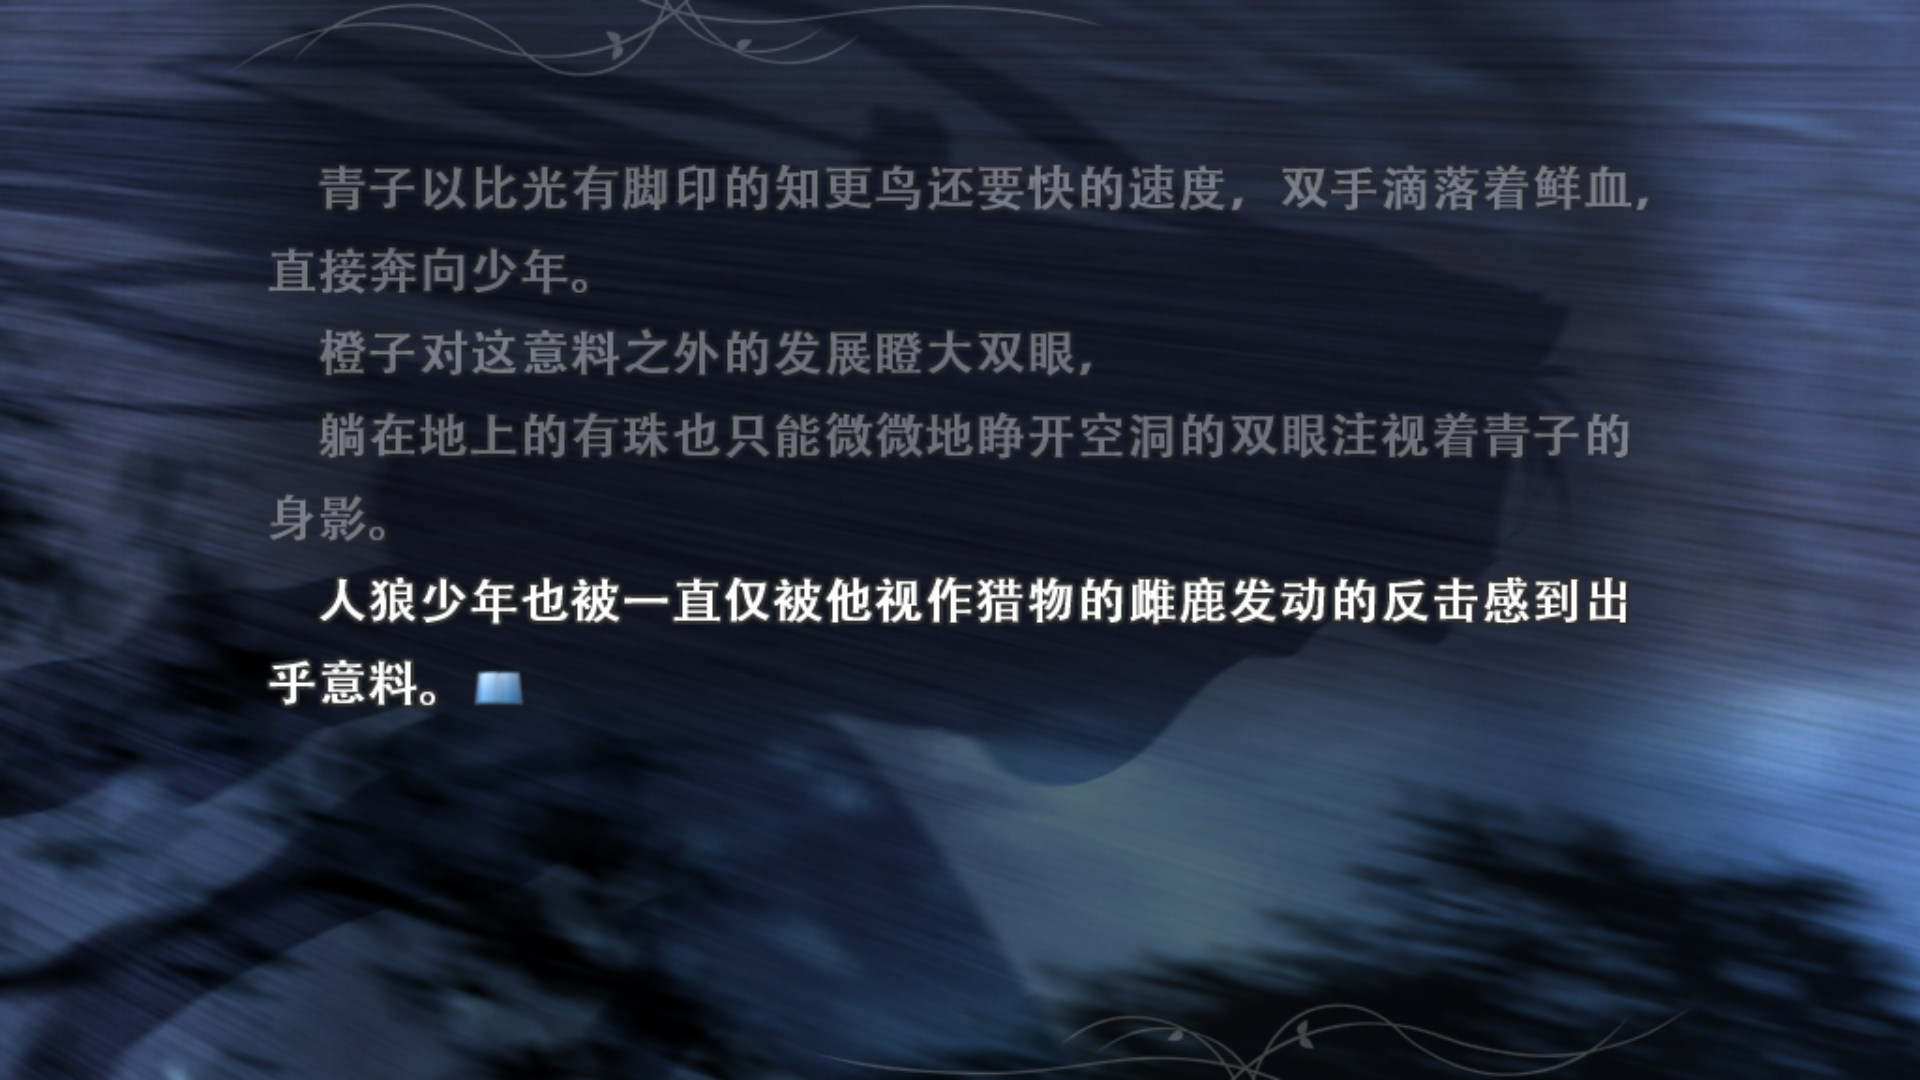 青子以比光有脚印的知更鸟还要快的速度，双手滴落着鲜血，
直接奔向少年。
橙子对这意料之外的发展瞪大双眼，
躺在地上的有珠也只能微微地睁开空洞的双眼注视着青子的
身影。
人狼少年也被一直仅被他视作猎物的雌鹿发动的反击感到出
乎意料。